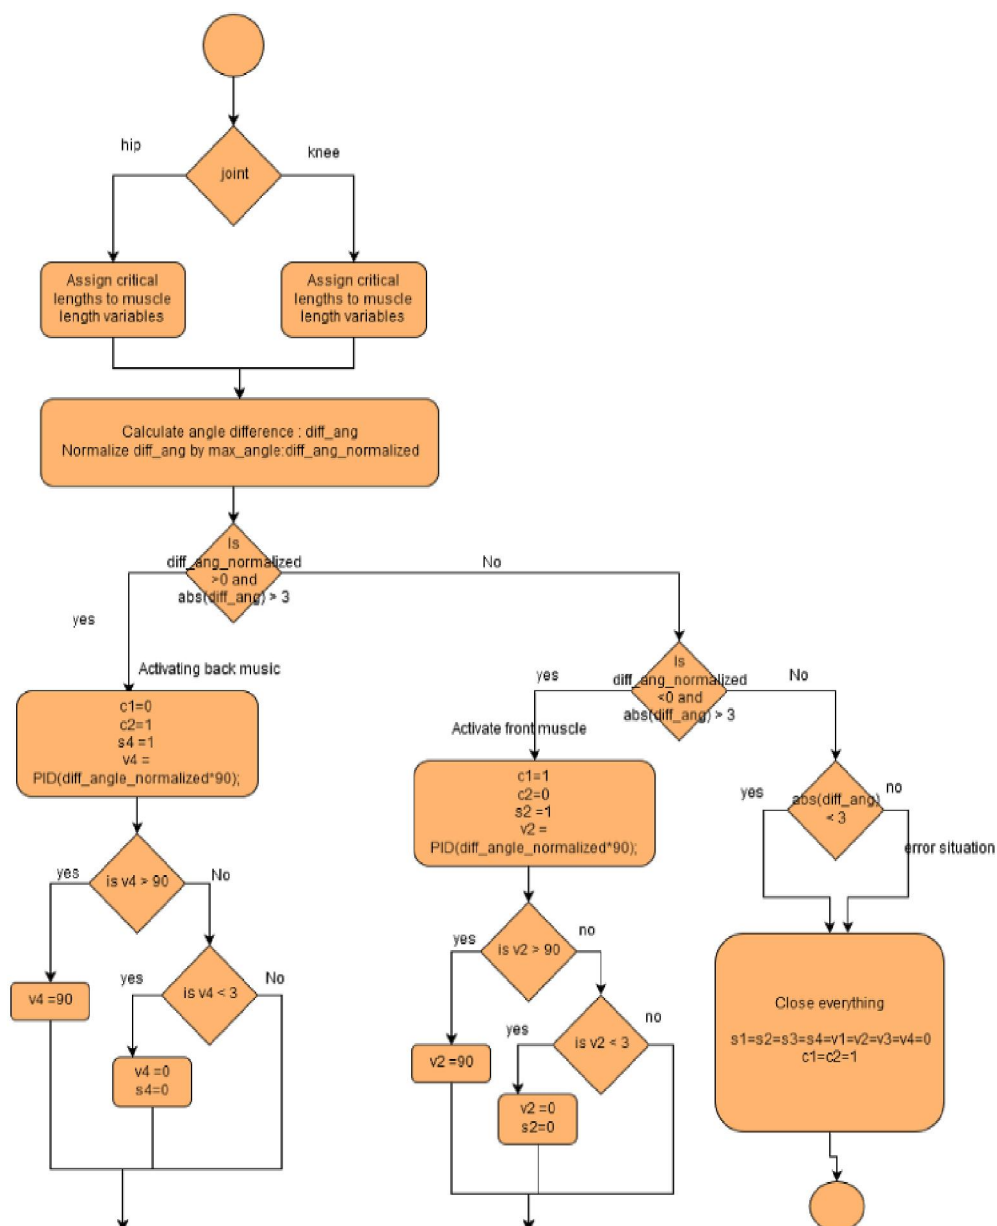 hip
knee
joint
Assign critical
lengths to muscle
length variables
Assign critical
lengths to muscle
length variables
Calculate angle difference : diff_ang
Normalize diff_ang by max_angle:diff_ang_normalized
Is
diff_ang_normalized
>0 and
abs(diff_ang) > 3
No
yes
Activating back music
c1=0
c2=1
s4 =1
v4 =
PID(diff_angle_normalized*90);
is v4 > 90
yes
No
v4 =90
is v4 < 3
yes
No
v4 =0
s4=0
Is
diff_ang_normalized
<0 and
abs(diff_ang) > 3
yes
No
Activate front muscle
c1=1
c2=0
s2 =1
v2 =
PID(diff_angle_normalized*90);
is v2 > 90
yes
no
v2 =90
is v2 < 3
yes
no
v2 =0
s2=0
abs(diff_ang)
< 3
yes
no
error situation
Close everything
s1=s2=s3=s4=v1=v2=v3=v4=0
c1=c2=1